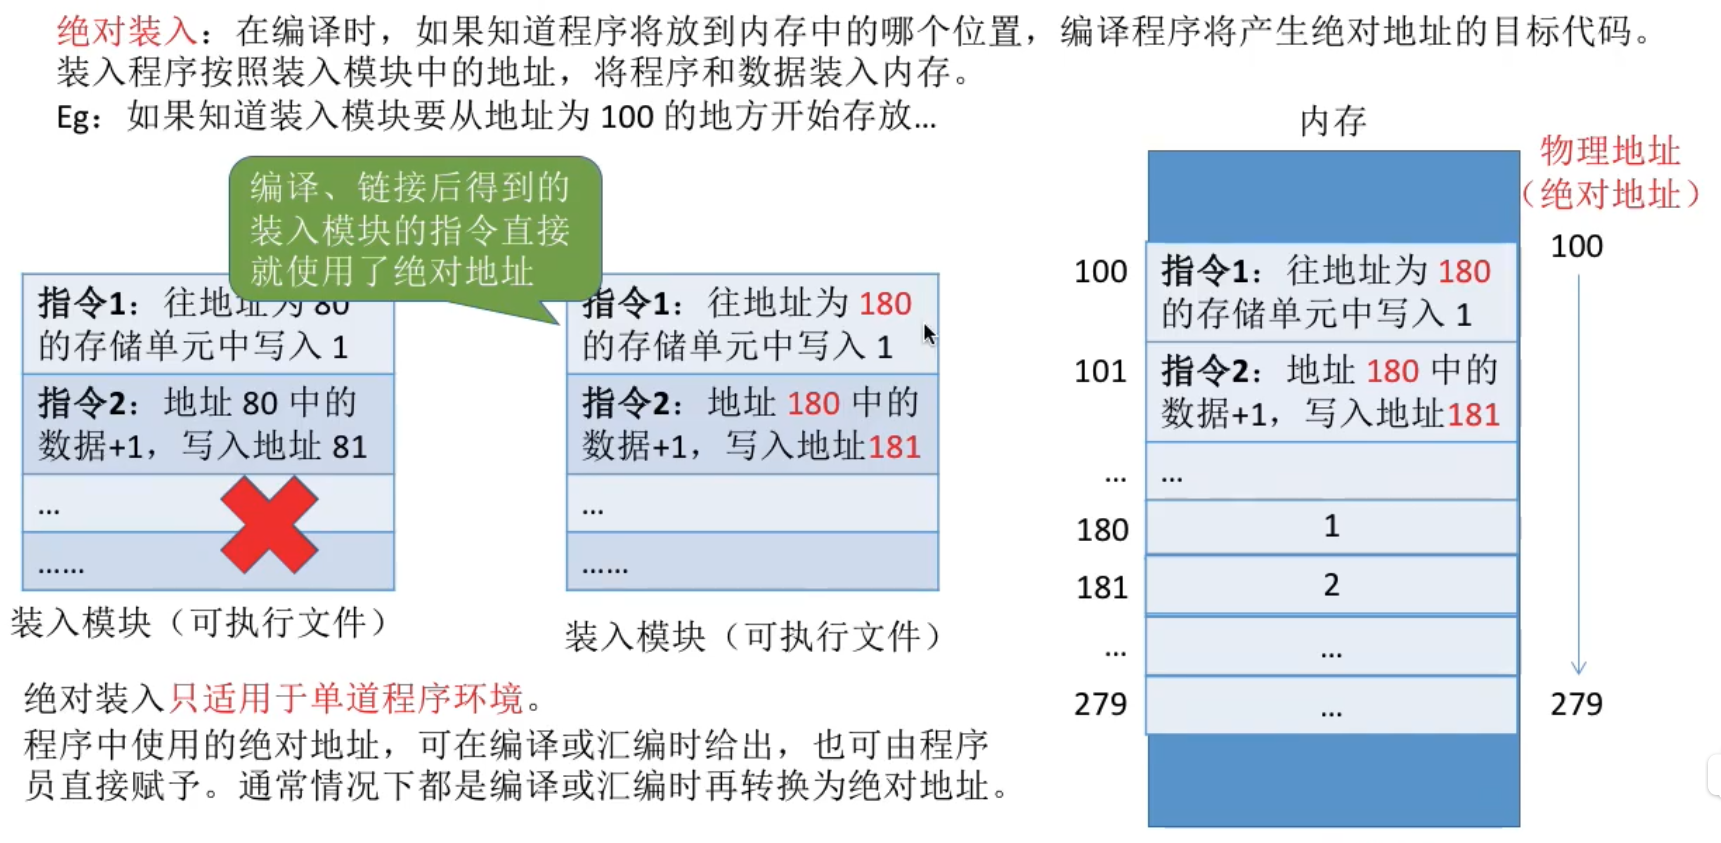 绝对装入：在编译时，如果知道程序将放到内存中的哪个位置，编译程序将产生绝对地址的目标代码。
装入程序按照装入模块中的地址，将程序和数据装入内存。
Eg：如果知道装入模块要从地址为 100 的地方开始存放...
编译、链接后得到的
装入模块的指令直接
就使用了绝对地址
指令1：往地址为 80
的存储单元中写入 1
指令2：地址 80 中的
数据+1，写入地址 81
...
......
装入模块（可执行文件）
指令1：往地址为 180
的存储单元中写入 1
指令2：地址 180 中的
数据+1，写入地址181
...
......
装入模块（可执行文件）
内存
物理地址
（绝对地址）
100
279
100
指令1：往地址为 180
的存储单元中写入 1
101
指令2：地址 180 中的
数据+1，写入地址181
... ...
180 1
181 2
... ...
279 ...
绝对装入只适用于单道程序环境。
程序中使用的绝对地址，可在编译或汇编时给出，也可由程序
员直接赋予。通常情况下都是编译或汇编时再转换为绝对地址。